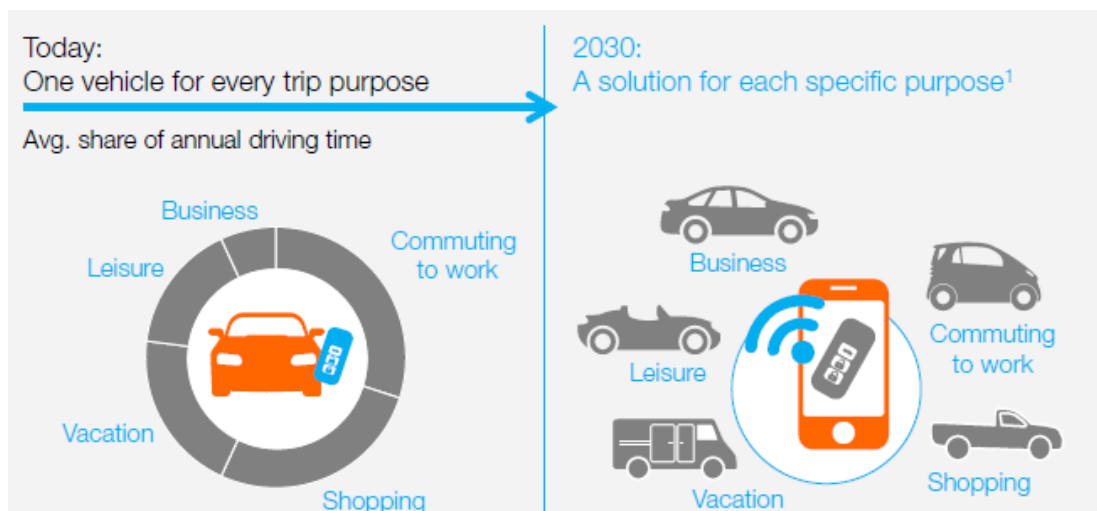 Today:
One vehicle for every trip purpose
Avg. share of annual driving time
Business
Leisure
Commuting
to work
Vacation
Shopping
2030:
A solution for each specific purpose¹
Business
Leisure
Commuting
to work
Vacation
Shopping